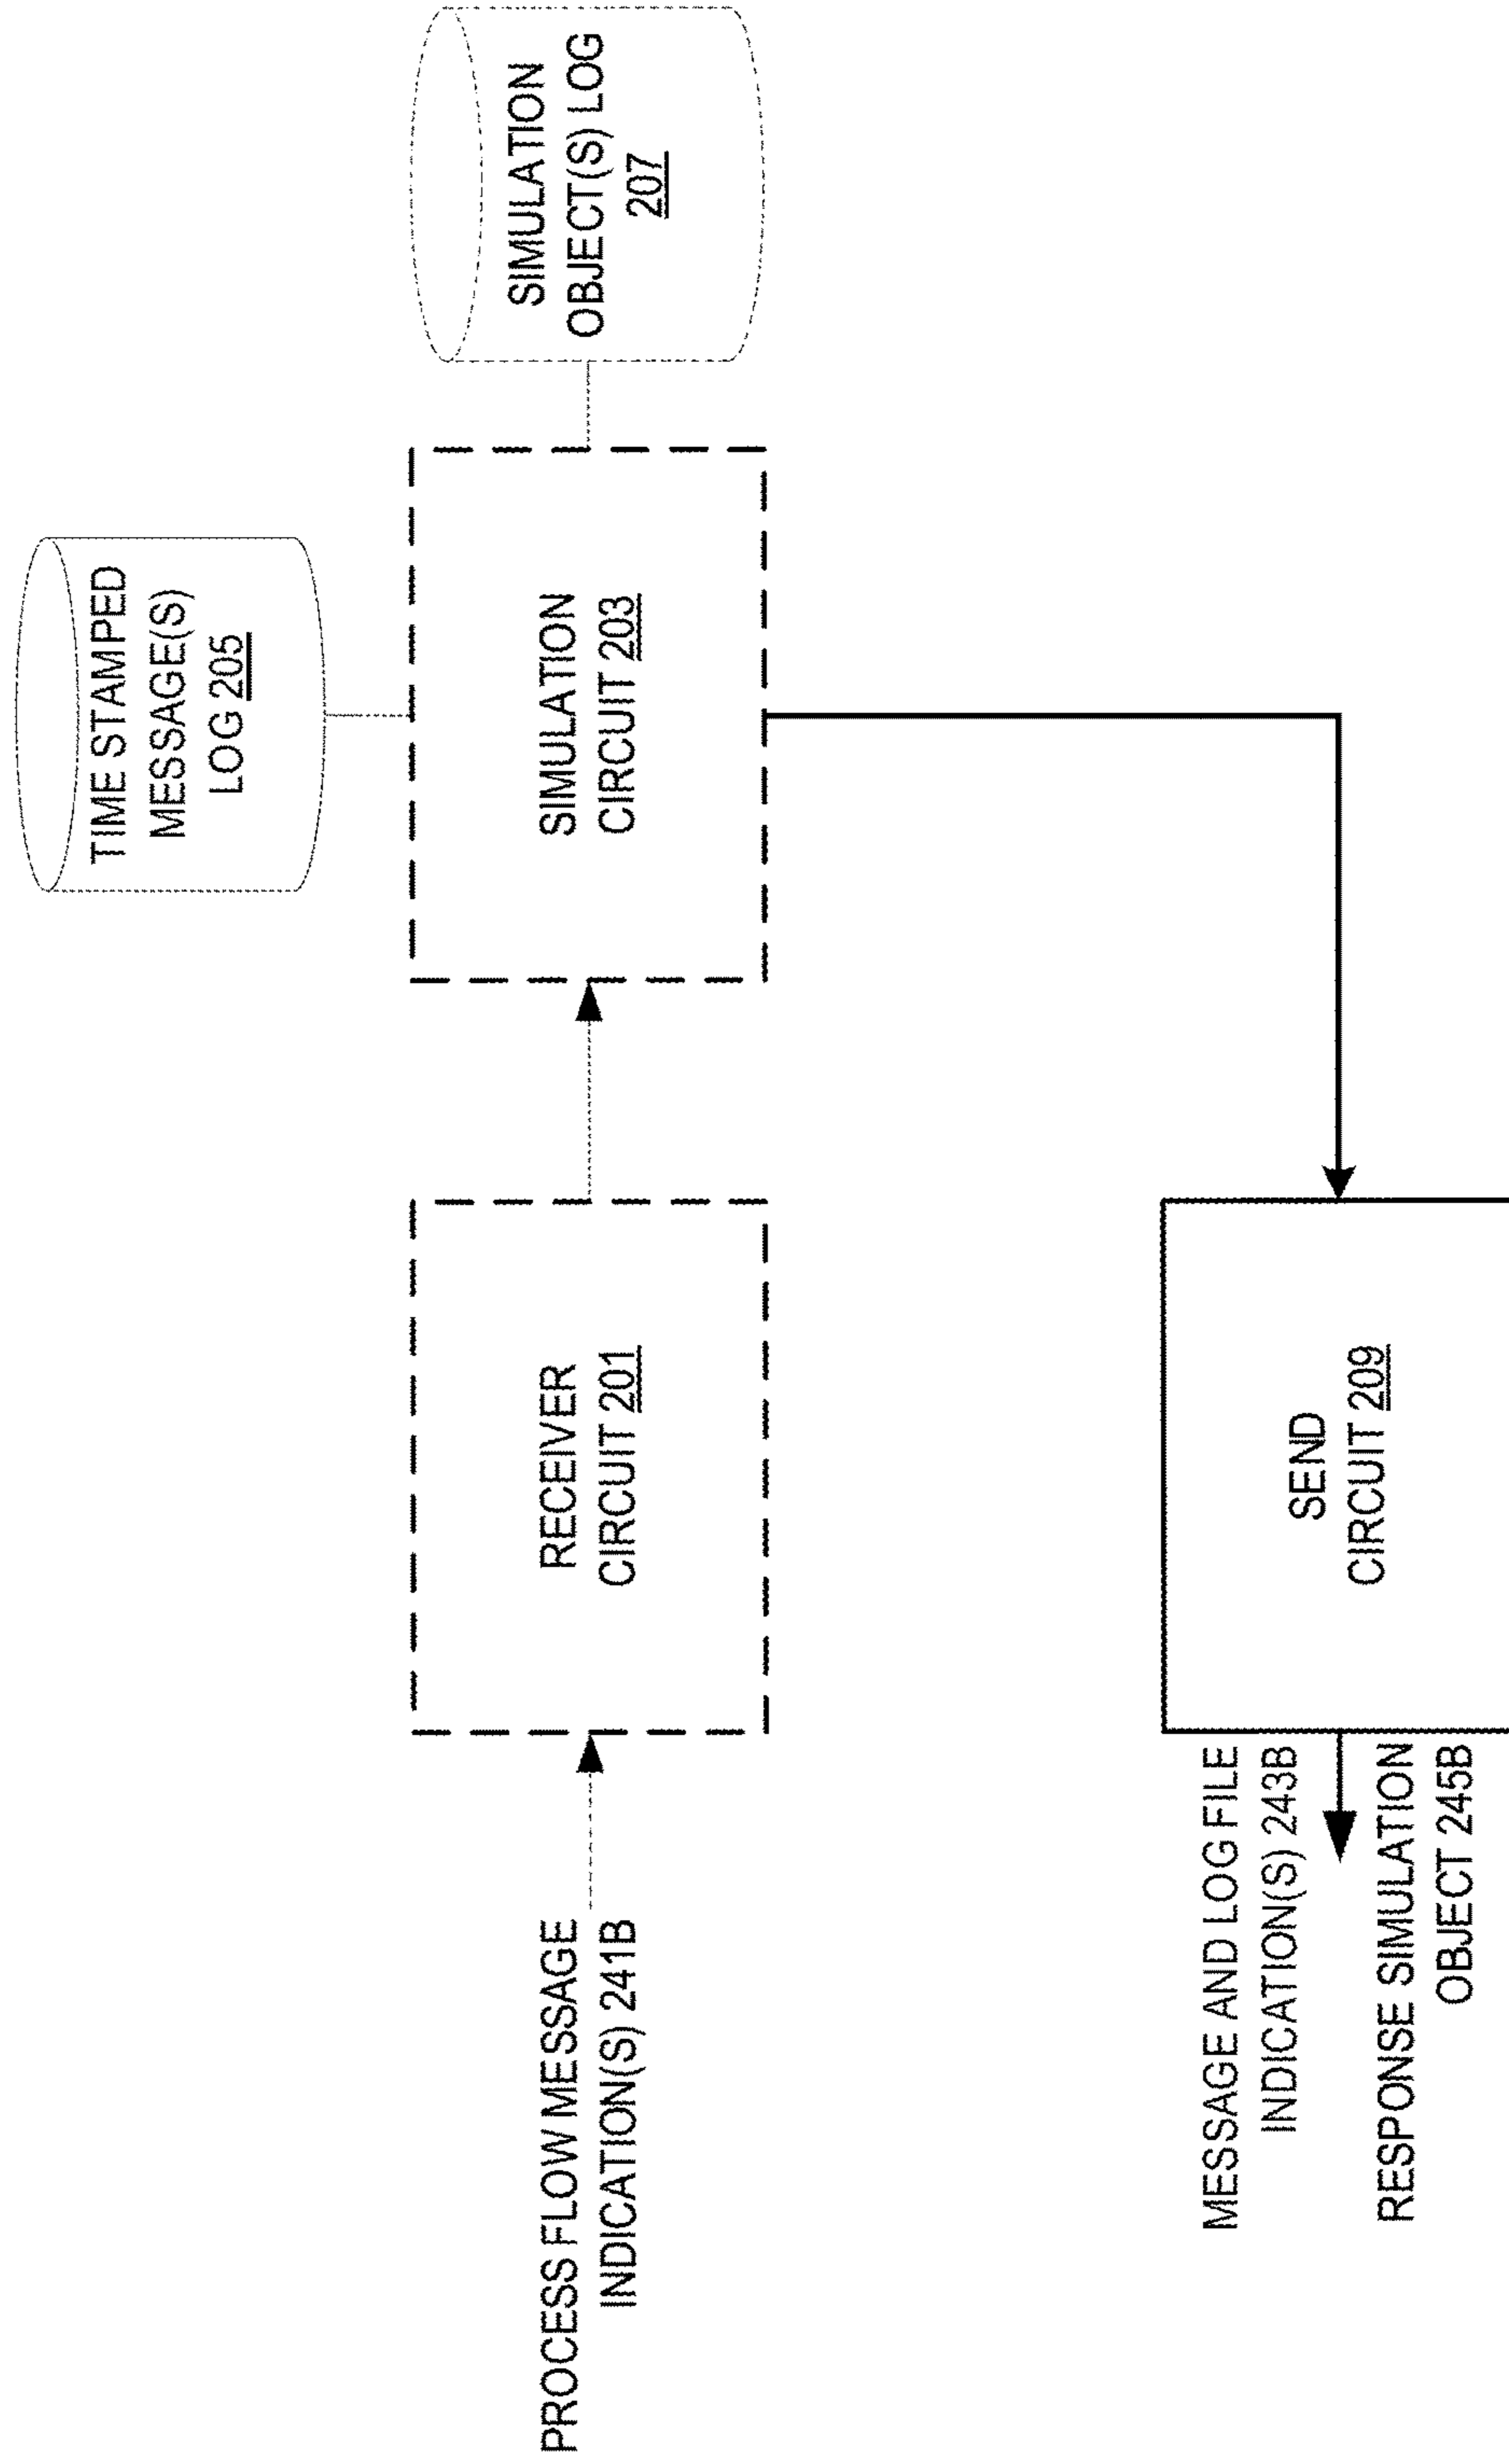 TIME STAMPED
MESSAGE(S)
LOG 205
PROCESS FLOW MESSAGE
INDICATION(S) 241B
RECEIVER
CIRCUIT 201
SIMULATION
CIRCUIT 203
SIMULATION
OBJECT(S) LOG
207
MESSAGE AND LOG FILE
INDICATION(S) 243B
RESPONSE SIMULATION
OBJECT 245B
SEND
CIRCUIT 209